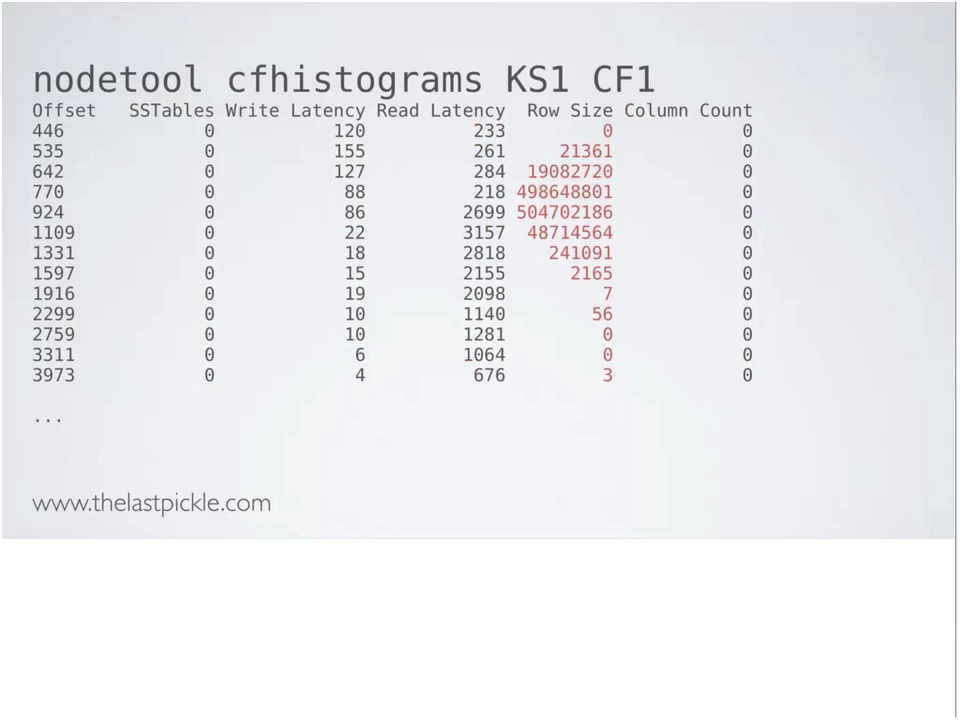 nodetool cfhistograms KS1 CF1
Offset SSTables Write Latency Read Latency Row Size Column Count
446 0 120 233 0 0
535 0 155 261 21361 0
642 0 127 284 19082720 0
770 0 88 218 498648801 0
924 0 86 2699 504702186 0
1109 0 22 3157 48714564 0
1331 0 18 2818 241091 0
1597 0 15 2155 2165 0
1916 0 19 2098 7 0
2299 0 10 1140 56 0
2759 0 10 1281 0 0
3311 0 6 1064 0 0
3973 0 4 676 3 0
...
www.thelastpickle.com